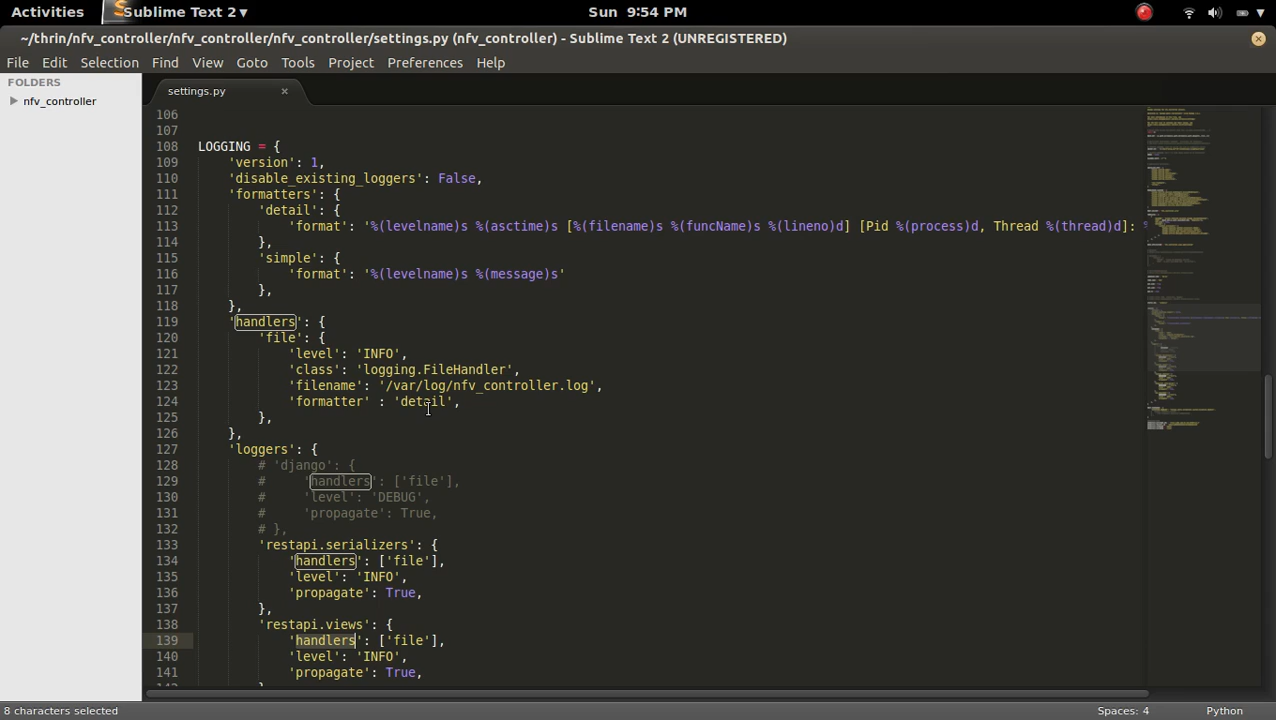 Activities Sublime Text 2 ▾ Sun 9:54 PM
~/thrin/nfv_controller/nfv_controller/nfv_controller/settings.py (nfv_controller) - Sublime Text 2 (UNREGISTERED)
File Edit Selection Find View Goto Tools Project Preferences Help
FOLDERS
nfv_controller
settings.py
106
107
108 LOGGING = {
109     'version': 1,
110     'disable_existing_loggers': False,
111     'formatters': {
112         'detail': {
113             'format': '%(levelname)s %(asctime)s [%(filename)s %(funcName)s %(lineno)d] [Pid %(process)d, Thread %(thread)d]:
114         },
115         'simple': {
116             'format': '%(levelname)s %(message)s'
117         },
118     },
119     'handlers': {
120         'file': {
121             'level': 'INFO',
122             'class': 'logging.FileHandler',
123             'filename': '/var/log/nfv_controller.log',
124             'formatter' : 'detail',
125         },
126     },
127     'loggers': {
128         # 'django': {
129         #     'handlers': ['file'],
130         #     'level': 'DEBUG',
131         #     'propagate': True,
132         # },
133         'restapi.serializers': {
134             'handlers': ['file'],
135             'level': 'INFO',
136             'propagate': True,
137         },
138         'restapi.views': {
139             'handlers': ['file'],
140             'level': 'INFO',
141             'propagate': True,
8 characters selected Spaces: 4 Python